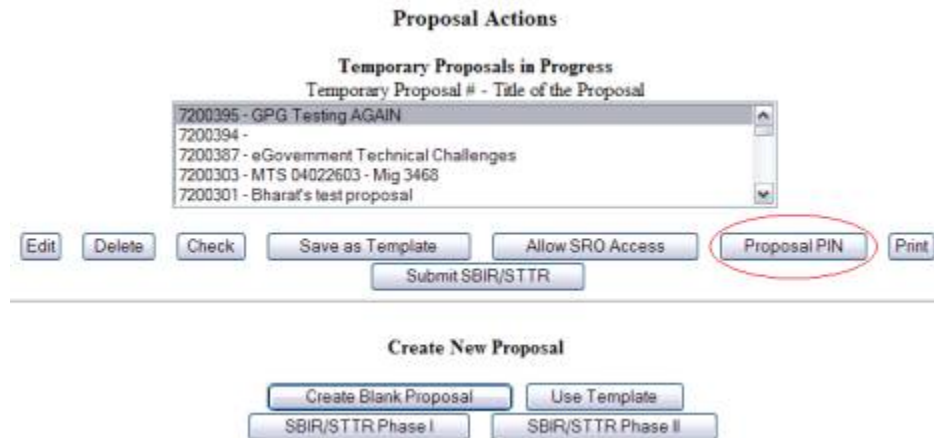 Proposal Actions
Temporary Proposals in Progress
Temporary Proposal # - Title of the Proposal
7200395 - GPG Testing AGAIN
7200394 -
7200387 - eGovernment Technical Challenges
7200303 - MTS 04022603 - Mig 3468
7200301 - Bharat's test proposal
Edit Delete Check Save as Template Allow SRO Access Proposal PIN Print
Submit SBIR/STTR
Create New Proposal
Create Blank Proposal Use Template
SBIR/STTR Phase I SBIR/STTR Phase II